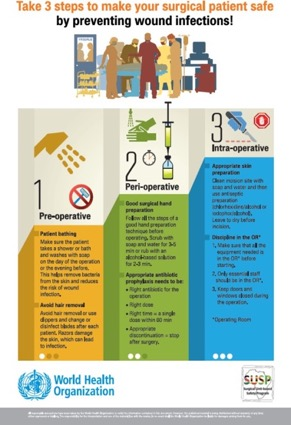 Take 3 steps to make your surgical patient safe
by preventing wound infections!
1
Pre-operative
Patient bathing
Make sure the patient
takes a shower or bath
and washes with soap
on the day of the operation
or the evening before.
This helps remove bacteria
from the skin and reduces
the risk of wound
infection.
Avoid hair removal
Avoid hair removal or use
clippers and change or
disinfect blades after each
patient. Razors damage
the skin, which can lead
to infection.
2
Peri-operative
Good surgical hand
preparation
Follow all the steps of a
good hand preparation
technique before
operating. Scrub with
soap and water for 3-5
min or rub with an
alcohol-based solution
for 2-3 min.
Appropriate antibiotic
prophylaxis needs to be:
Right antibiotic for the
operation
Right dose
Right time = a single
dose within 60 min
Appropriate
discontinuation = stop
after surgery.
3
Intra-operative
Appropriate skin
preparation
Clean incision site with
soap and water and then use
antiseptic
preparation
(chlorhexidine/alcohol or
Leave to dry before
incision.
Discipline in the OR*
1. Make sure that all
the equipment
needed is
in the OR* before
starting.
2. Only essential staff
should be in the OR*.
3. Keep doors and
windows closed during
the operation.
*Operating Room
World Health
Organization
SUSP
Surgical Unit-based
Safety Program